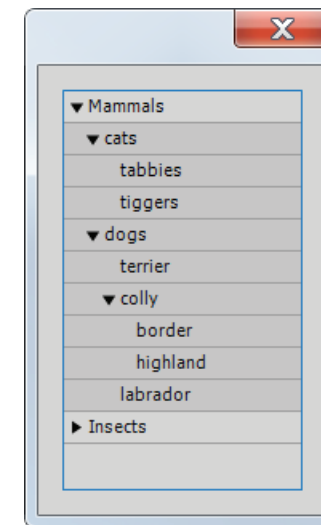 Mammals
cats
tabbies
tiggers
dogs
terrier
colly
border
highland
labrador
Insects